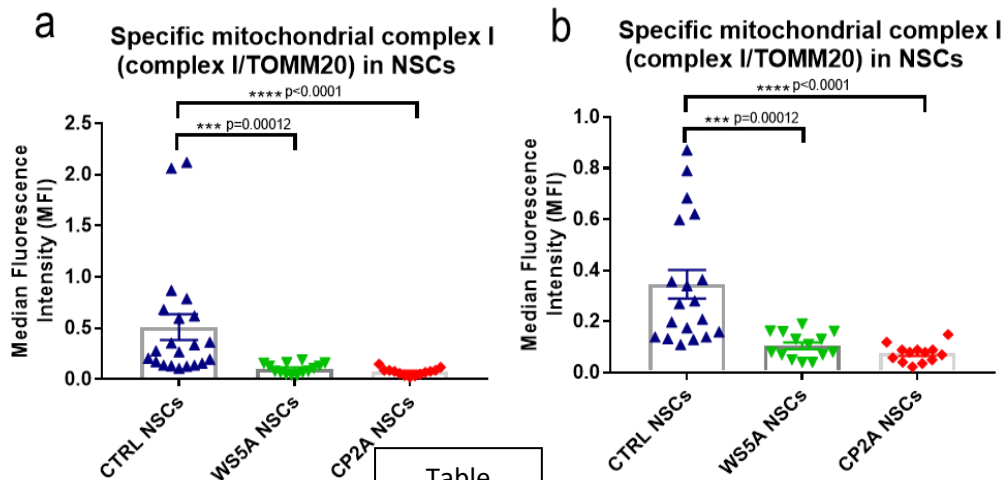 a
Specific mitochondrial complex I
(complex I/TOMM20) in NSCs
**** p<0.0001
*** p=0.00012
Median Fluorescence
Intensity (MFI)
2.5
2.0
1.5
1.0
0.5
0.0
CTRL NSCs
WS5A NSCs
CP2A NSCs
b
Specific mitochondrial complex I
(complex I/TOMM20) in NSCs
**** p<0.0001
*** p=0.00012
Median Fluorescence
Intensity (MFI)
1.0
0.8
0.6
0.4
0.2
0.0
CTRL NSCs
WS5A NSCs
CP2A NSCs
Table